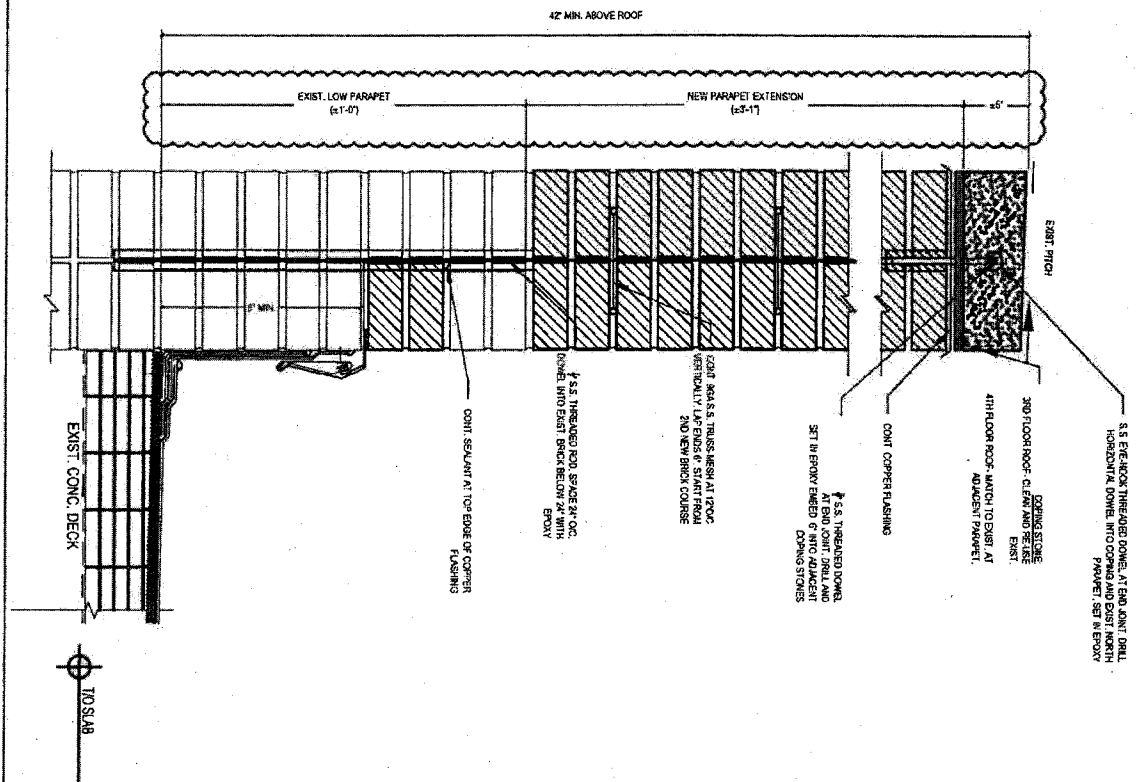 42" MIN. ABOVE ROOF
EXIST. LOW PARAPET
(±1'-0")
NEW PARAPET EXTENSION
(±3'-1")
±5"
EXIST. PITCH
S.S. EYE-HOOK THREADED DOWEL AT END JOINT. DRILL
HORIZONTAL DOWEL INTO COPING AND EXIST. NORTH
PARAPET, SET IN EPOXY
COPING STONE:
3RD FLOOR ROOF- CLEAN AND RE-USE
EXIST.
4TH FLOOR ROOF- MATCH TO EXIST. AT
ADJACENT PARAPET.
CONT COPPER FLASHING
S.S. THREADED DOWEL
AT END JOINT. DRILL AND
SET IN EPOXY EMBED 6" INTO ADJACENT
COPING STONES
CONT 9GA S.S. TRUSS-MESH AT 12"O/C
VERTICALLY. LAP ENDS 6". START FROM
2ND NEW BRICK COURSE
S.S. THREADED ROD. SPACE 24" O/C.
DOWEL INTO EXIST. BRICK BELOW 24" WITH
EPOXY
CONT. SEALANT AT TOP EDGE OF COPPER
FLASHING
MIN.
EXIST. CONC. DECK
T/O SLAB